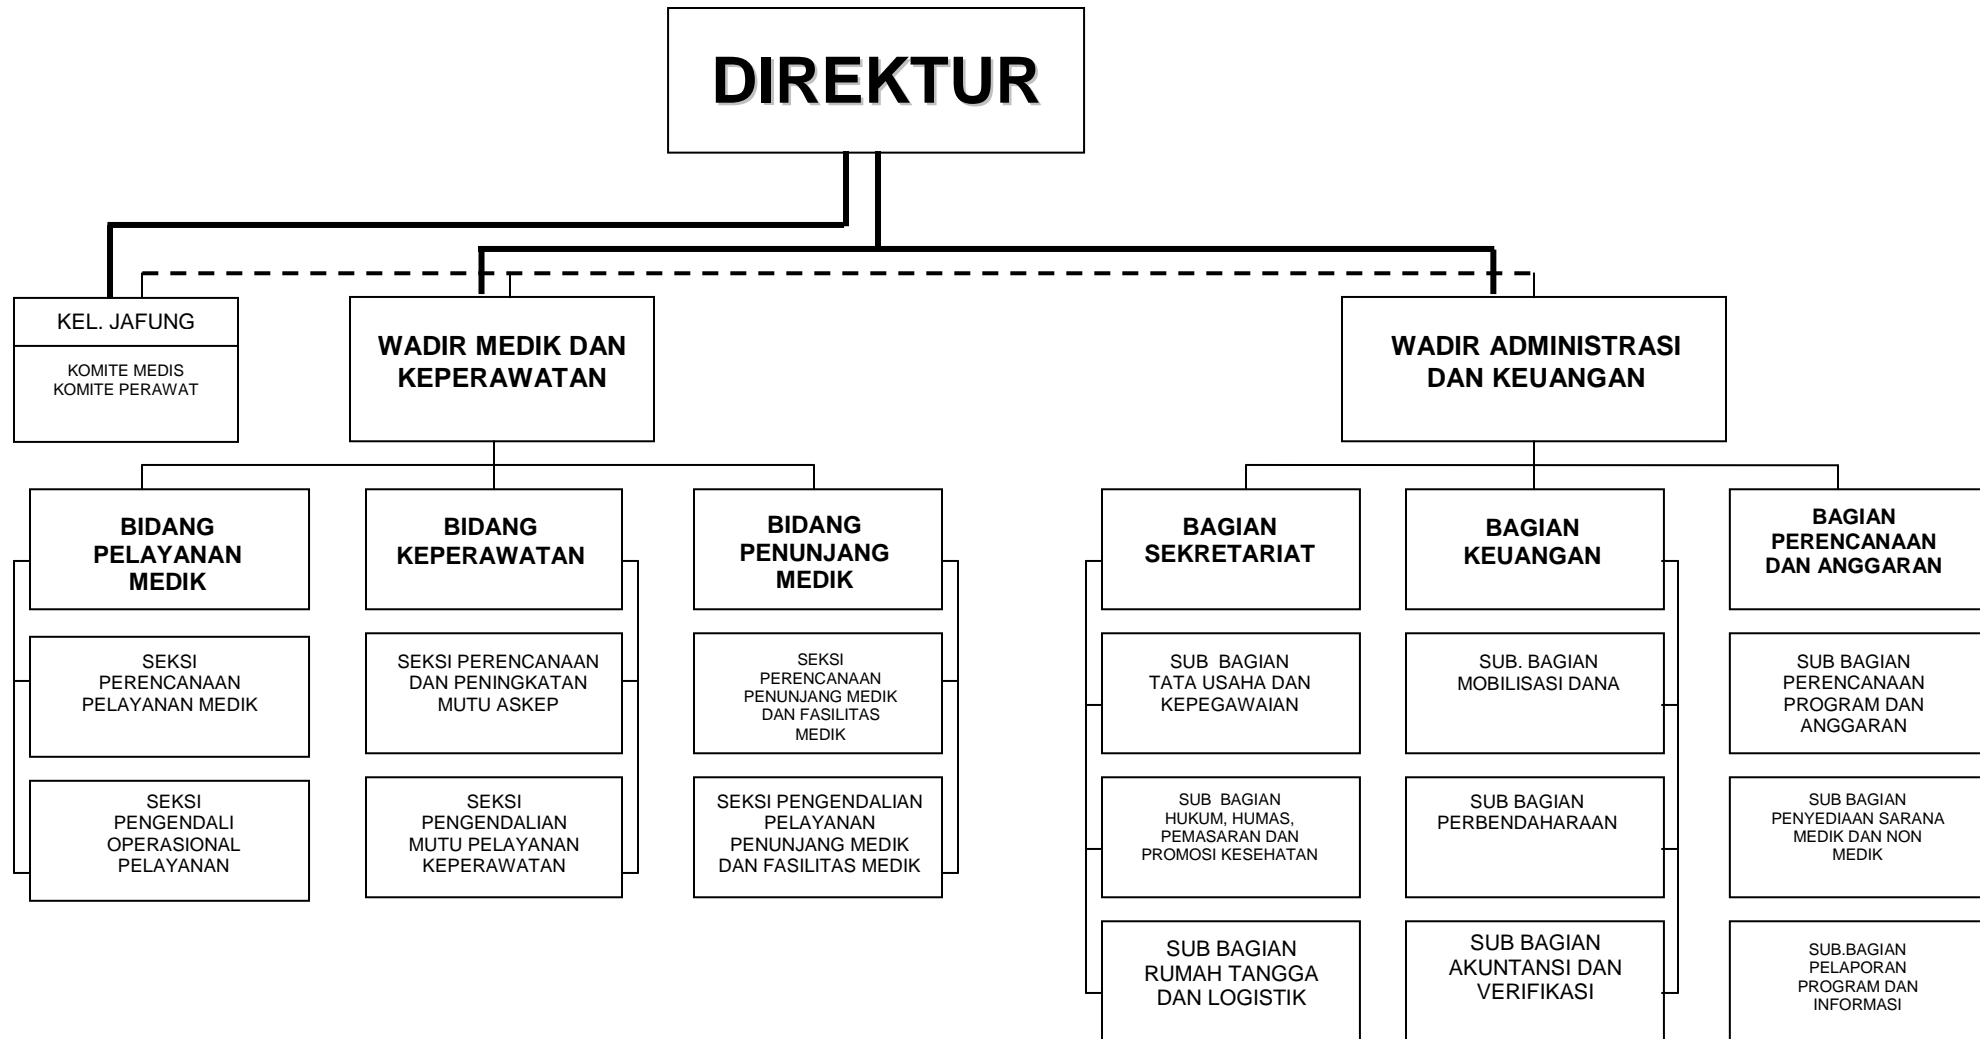 DIREKTUR
KEL. JAFUNG
KOMITE MEDIS
KOMITE PERAWAT
WADIR MEDIK DAN
KEPERAWATAN
WADIR ADMINISTRASI
DAN KEUANGAN
BIDANG
PELAYANAN
MEDIK
BIDANG
KEPERAWATAN
BIDANG
PENUNJANG
MEDIK
BAGIAN
SEKRETARIAT
BAGIAN
KEUANGAN
BAGIAN
PERENCANAAN
DAN ANGGARAN
SEKSI
PERENCANAAN
PELAYANAN MEDIK
SEKSI PERENCANAAN
DAN PENINGKATAN
MUTU ASKEP
SEKSI
PERENCANAAN
PENUNJANG MEDIK
DAN FASILITAS
MEDIK
SUB BAGIAN
TATA USAHA DAN
KEPEGAWAIAN
SUB. BAGIAN
MOBILISASI DANA
SUB BAGIAN
PERENCANAAN
PROGRAM DAN
ANGGARAN
SEKSI
PENGENDALI
OPERASIONAL
PELAYANAN
SEKSI
PENGENDALIAN
MUTU PELAYANAN
KEPERAWATAN
SEKSI PENGENDALIAN
PELAYANAN
PENUNJANG MEDIK
DAN FASILITAS MEDIK
SUB BAGIAN
HUKUM, HUMAS,
PEMASARAN DAN
PROMOSI KESEHATAN
SUB BAGIAN
PERBENDAHARAAN
SUB BAGIAN
PENYEDIAAN SARANA
MEDIK DAN NON
MEDIK
SUB BAGIAN
RUMAH TANGGA
DAN LOGISTIK
SUB BAGIAN
AKUNTANSI DAN
VERIFIKASI
SUB.BAGIAN
PELAPORAN
PROGRAM DAN
INFORMASI